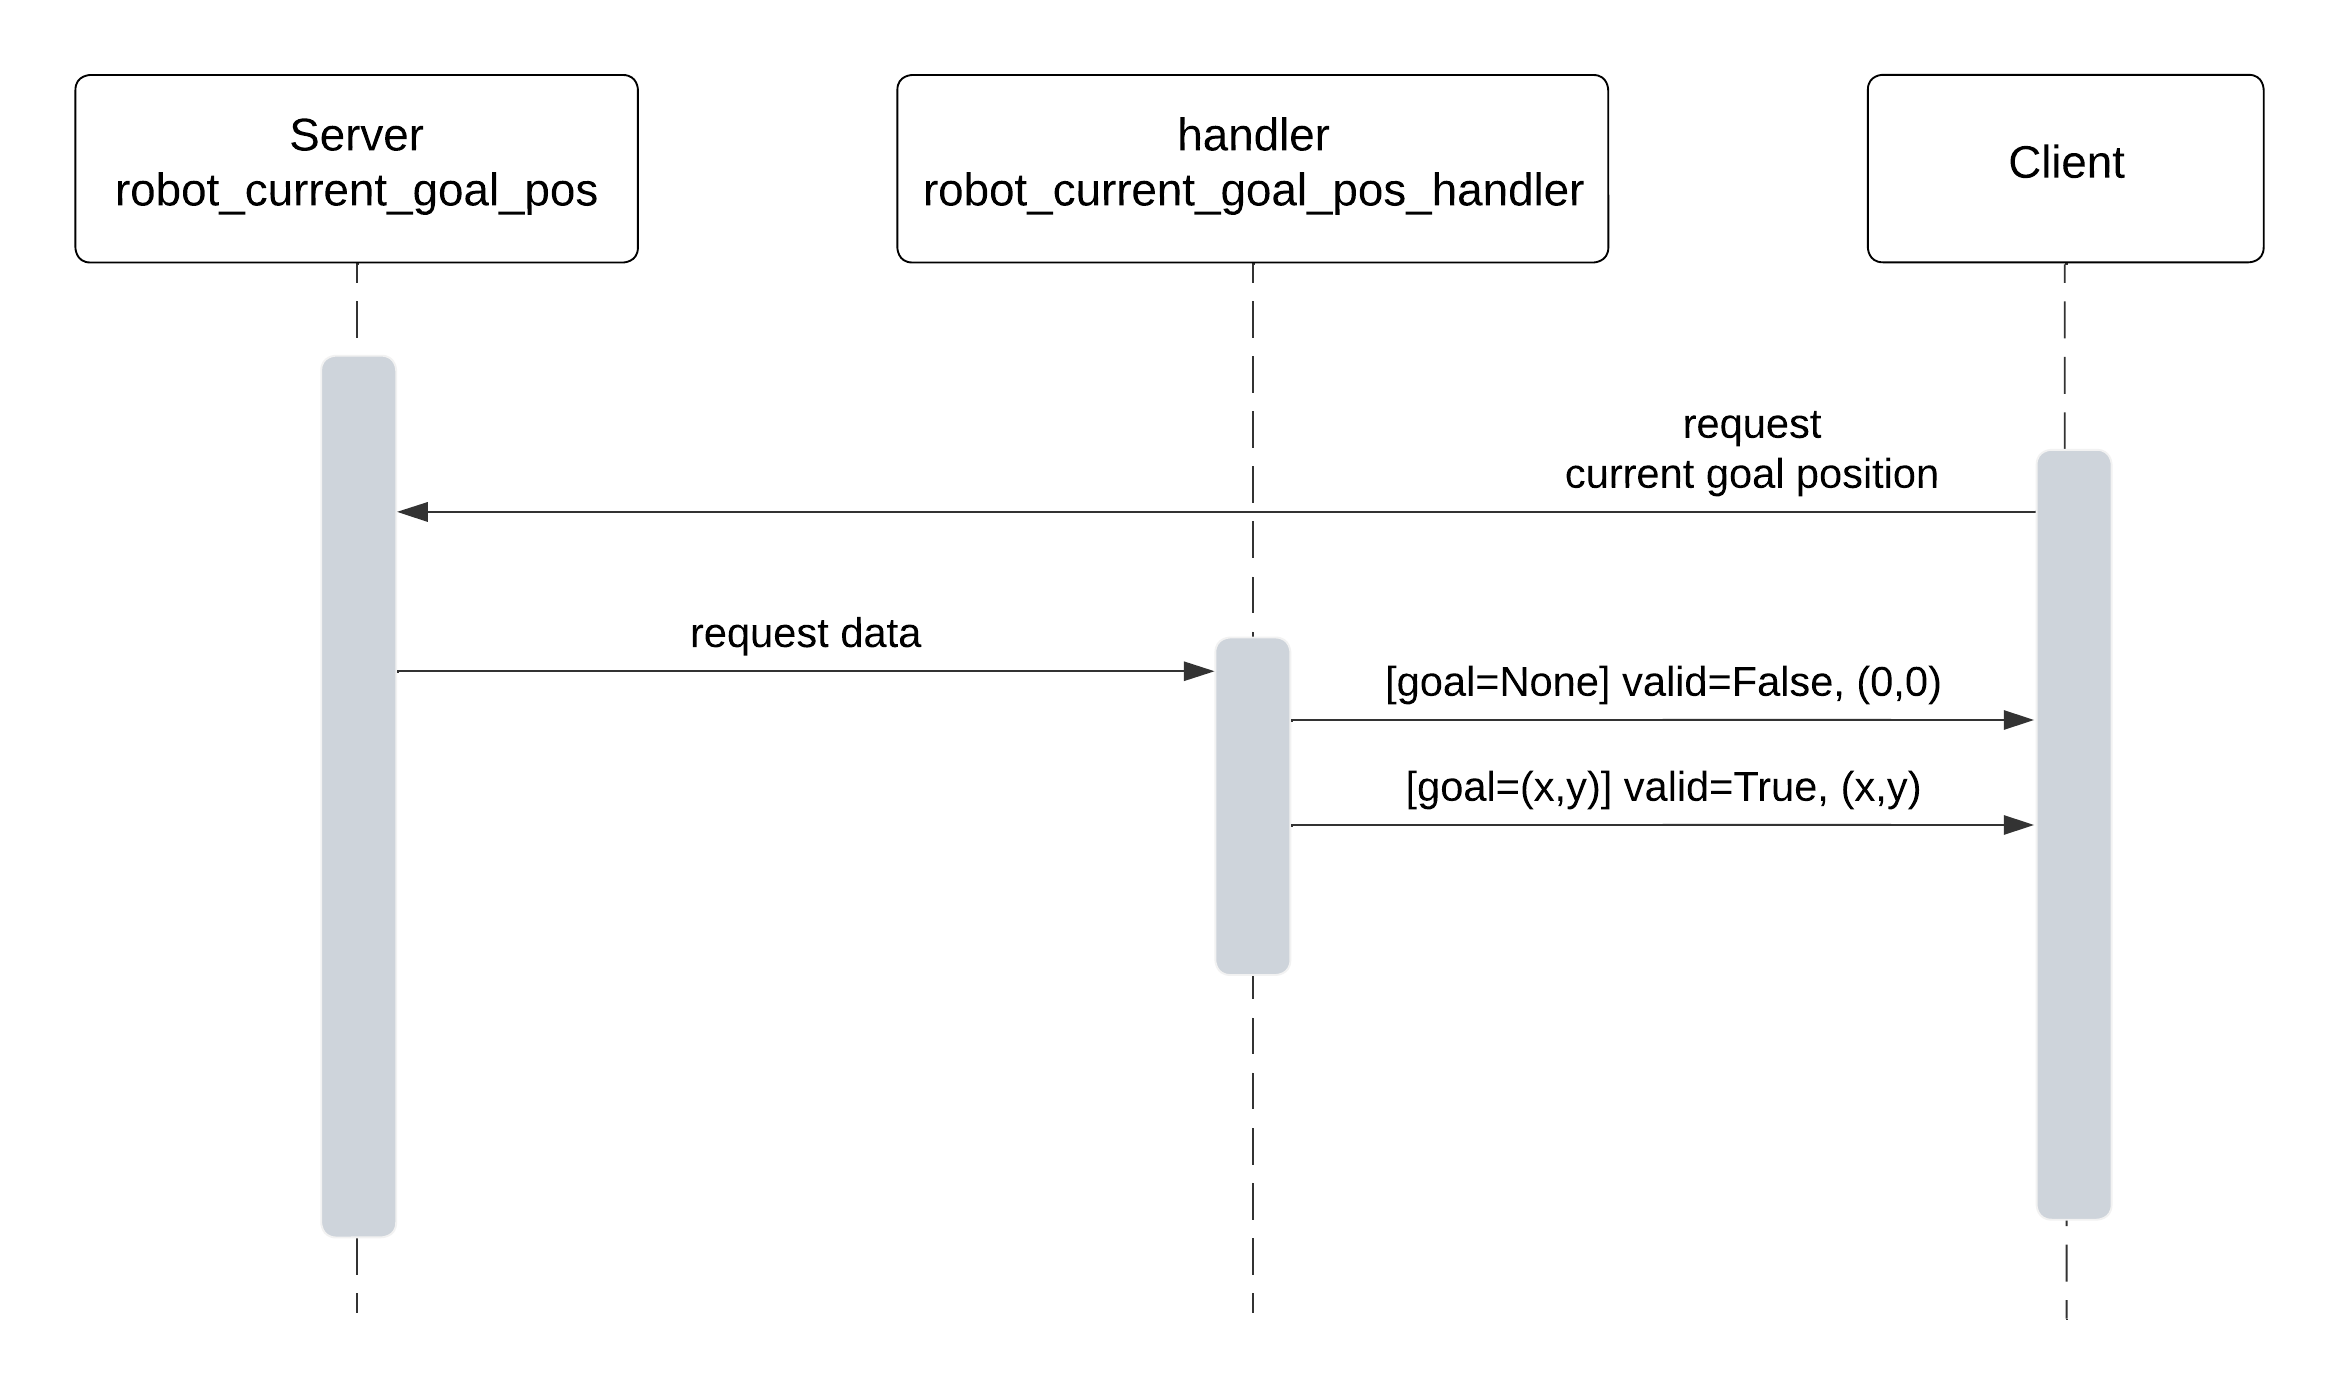 Server
robot_current_goal_pos
handler
robot_current_goal_pos_handler
Client
request
current goal position
request data
[goal=None] valid=False, (0,0)
[goal=(x,y)] valid=True, (x,y)